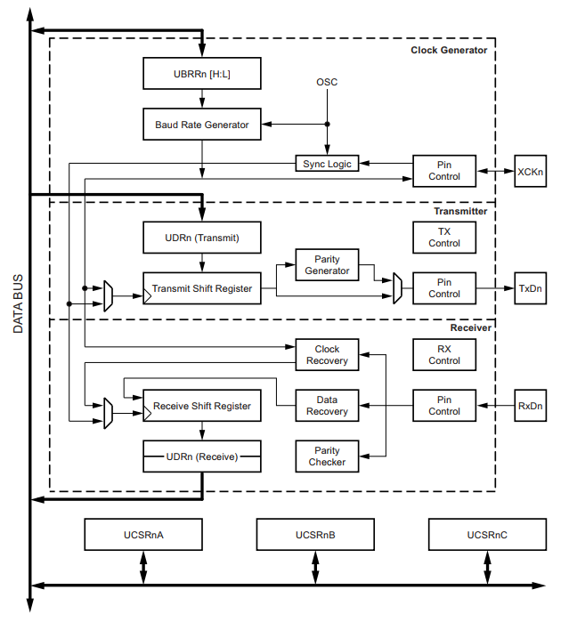 Clock Generator
UBRRn [H:L]
OSC
Baud Rate Generator
Sync Logic
Pin
Control
XCKn
Transmitter
UDRn (Transmit)
TX
Control
Parity
Generator
Transmit Shift Register
Pin
Control
TxDn
DATA BUS
Receiver
Clock
Recovery
RX
Control
Receive Shift Register
Data
Recovery
Pin
Control
RxDn
UDRn (Receive)
Parity
Checker
UCSRnA
UCSRnB
UCSRnC